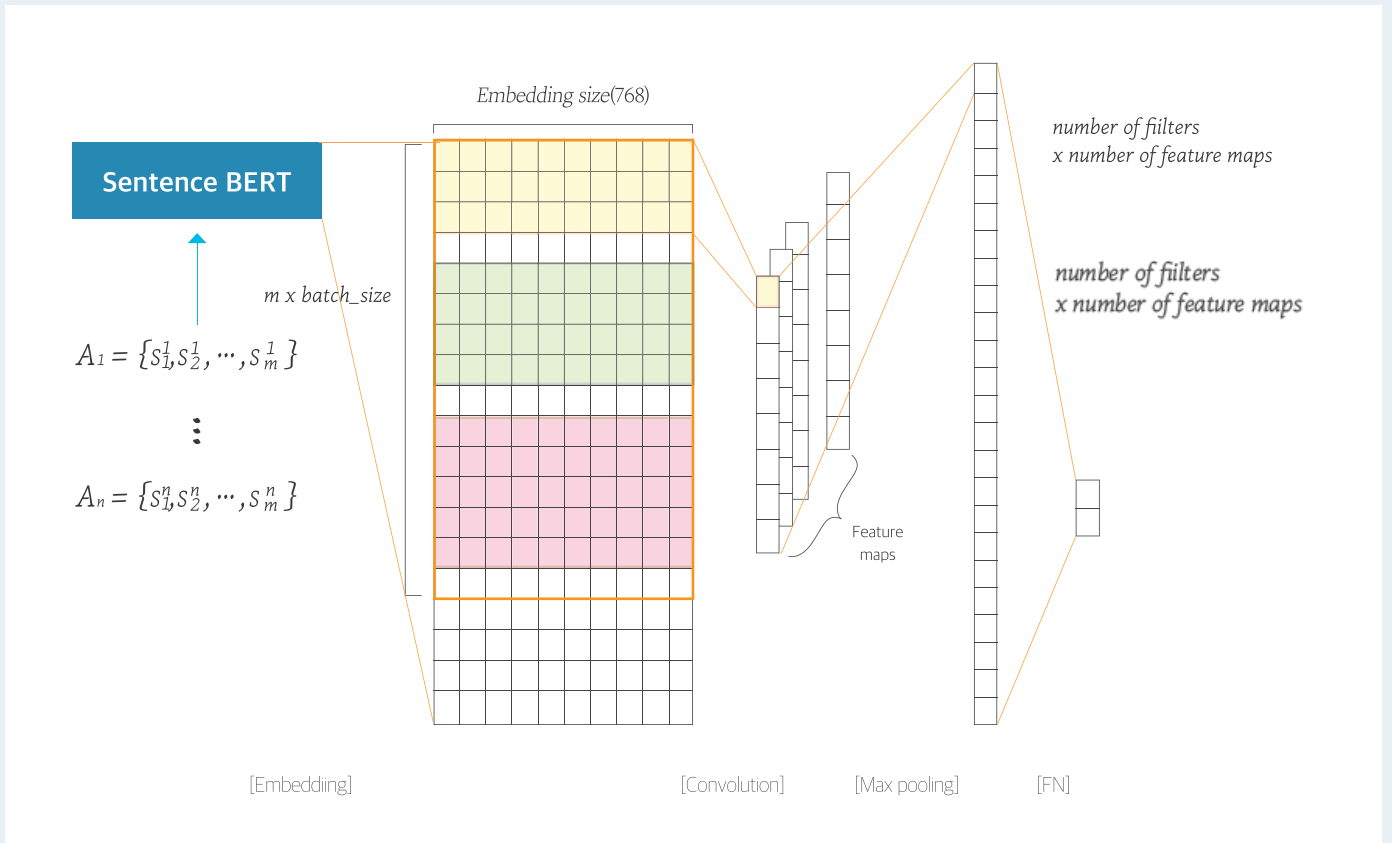 Embedding size(768)
Sentence BERT
m x batch_size
A₁ = {s₁¹, s₂¹, ···, sₘ¹}
⋮
Aₙ = {s₁ⁿ, s₂ⁿ, ···, sₘⁿ}
number of fiilters
x number of feature maps
number of fiilters
x number of feature maps
Feature
maps
[Embeddiing]
[Convolution]
[Max pooling]
[FN]